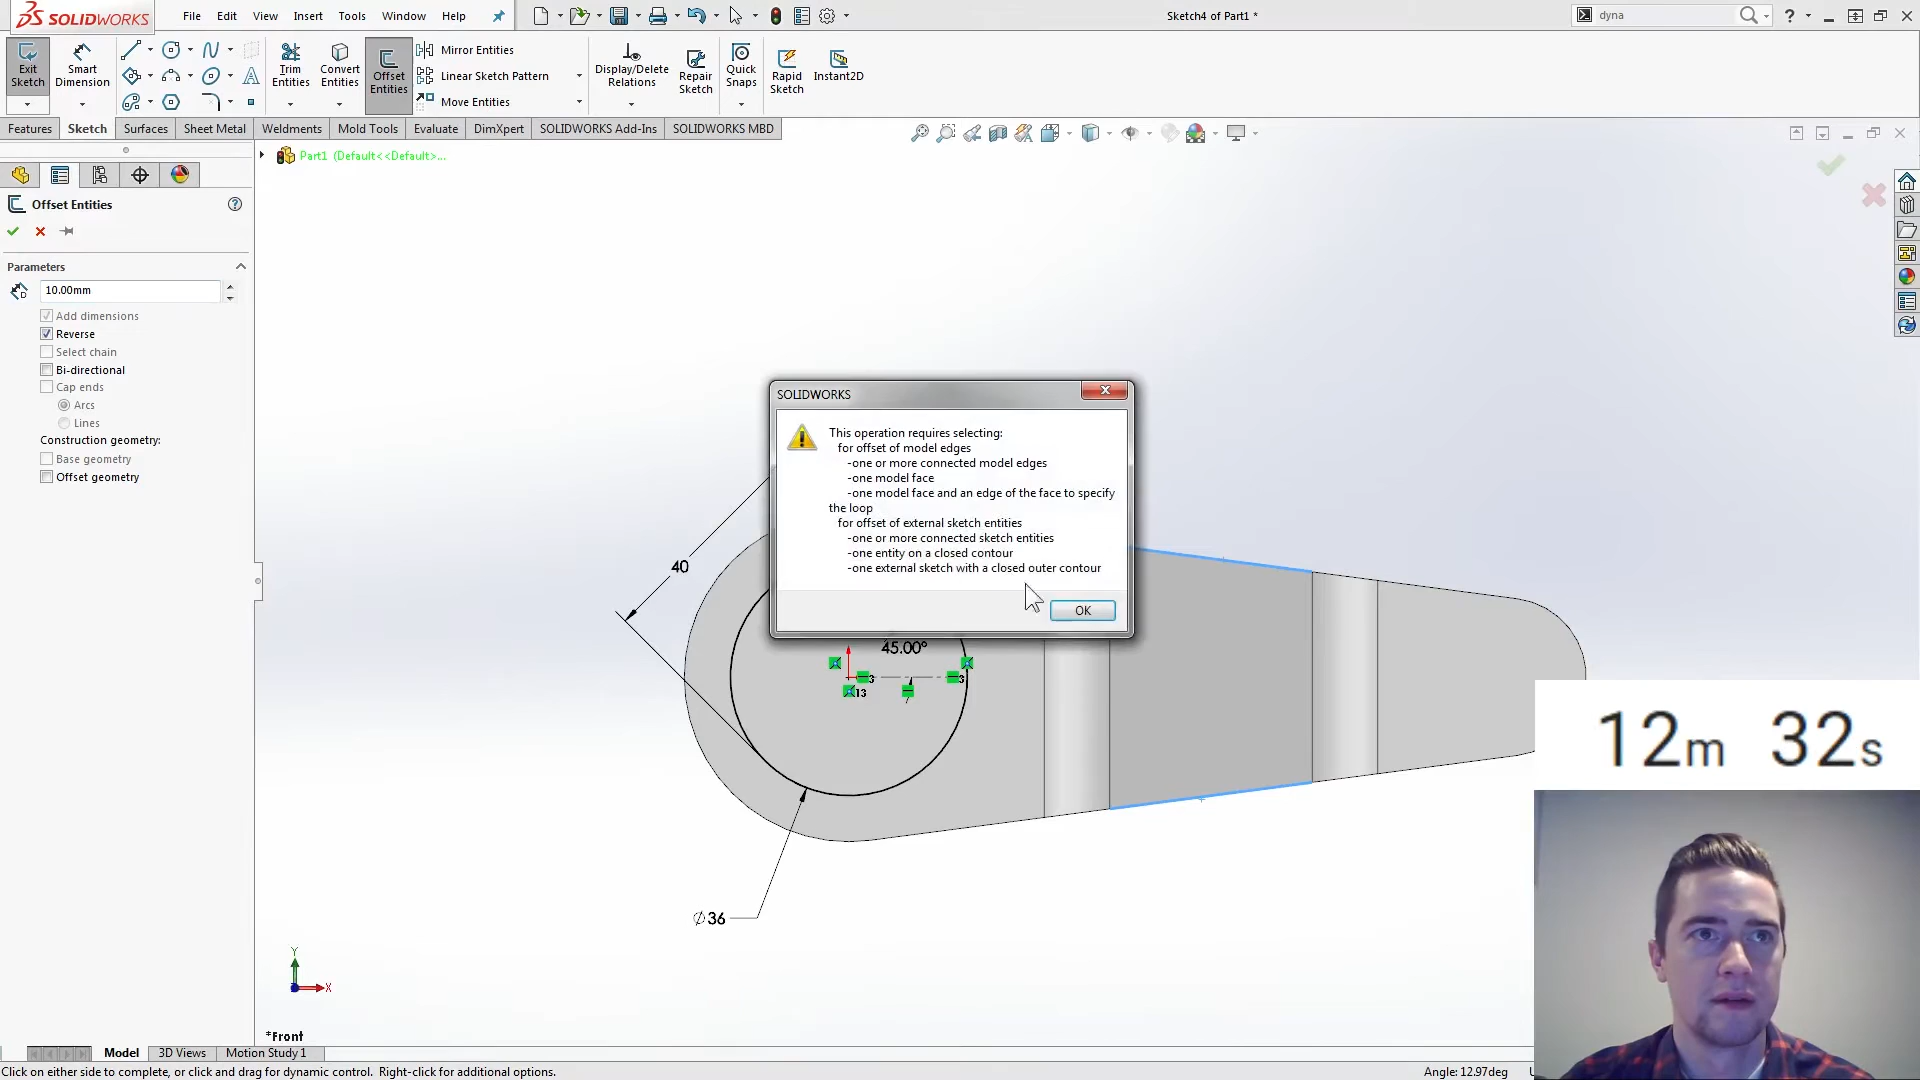 SOLIDWORKS
File Edit View Insert Tools Window Help
Sketch4 of Part1 *
dyna
Exit Sketch
Smart Dimension
Trim Entities
Convert Entities
Offset Entities
Mirror Entities
Linear Sketch Pattern
Move Entities
Display/Delete Relations
Repair Sketch
Quick Snaps
Rapid Sketch
Instant2D
Features Sketch Surfaces Sheet Metal Weldments Mold Tools Evaluate DimXpert SOLIDWORKS Add-Ins SOLIDWORKS MBD
Part1 (Default<<Default>...
Offset Entities
Parameters
10.00mm
Add dimensions
Reverse
Select chain
Bi-directional
Cap ends
Arcs
Lines
Construction geometry:
Base geometry
Offset geometry
SOLIDWORKS
This operation requires selecting:
for offset of model edges
-one or more connected model edges
-one model face
-one model face and an edge of the face to specify
the loop
for offset of external sketch entities
-one or more connected sketch entities
-one entity on a closed contour
-one external sketch with a closed outer contour
OK
40
45.00°
3
3
13
∅36
12m 32s
Y
X
*Front
Model 3D Views Motion Study 1
Click on either side to complete, or click and drag for dynamic control. Right-click for additional options.
Angle: 12.97deg